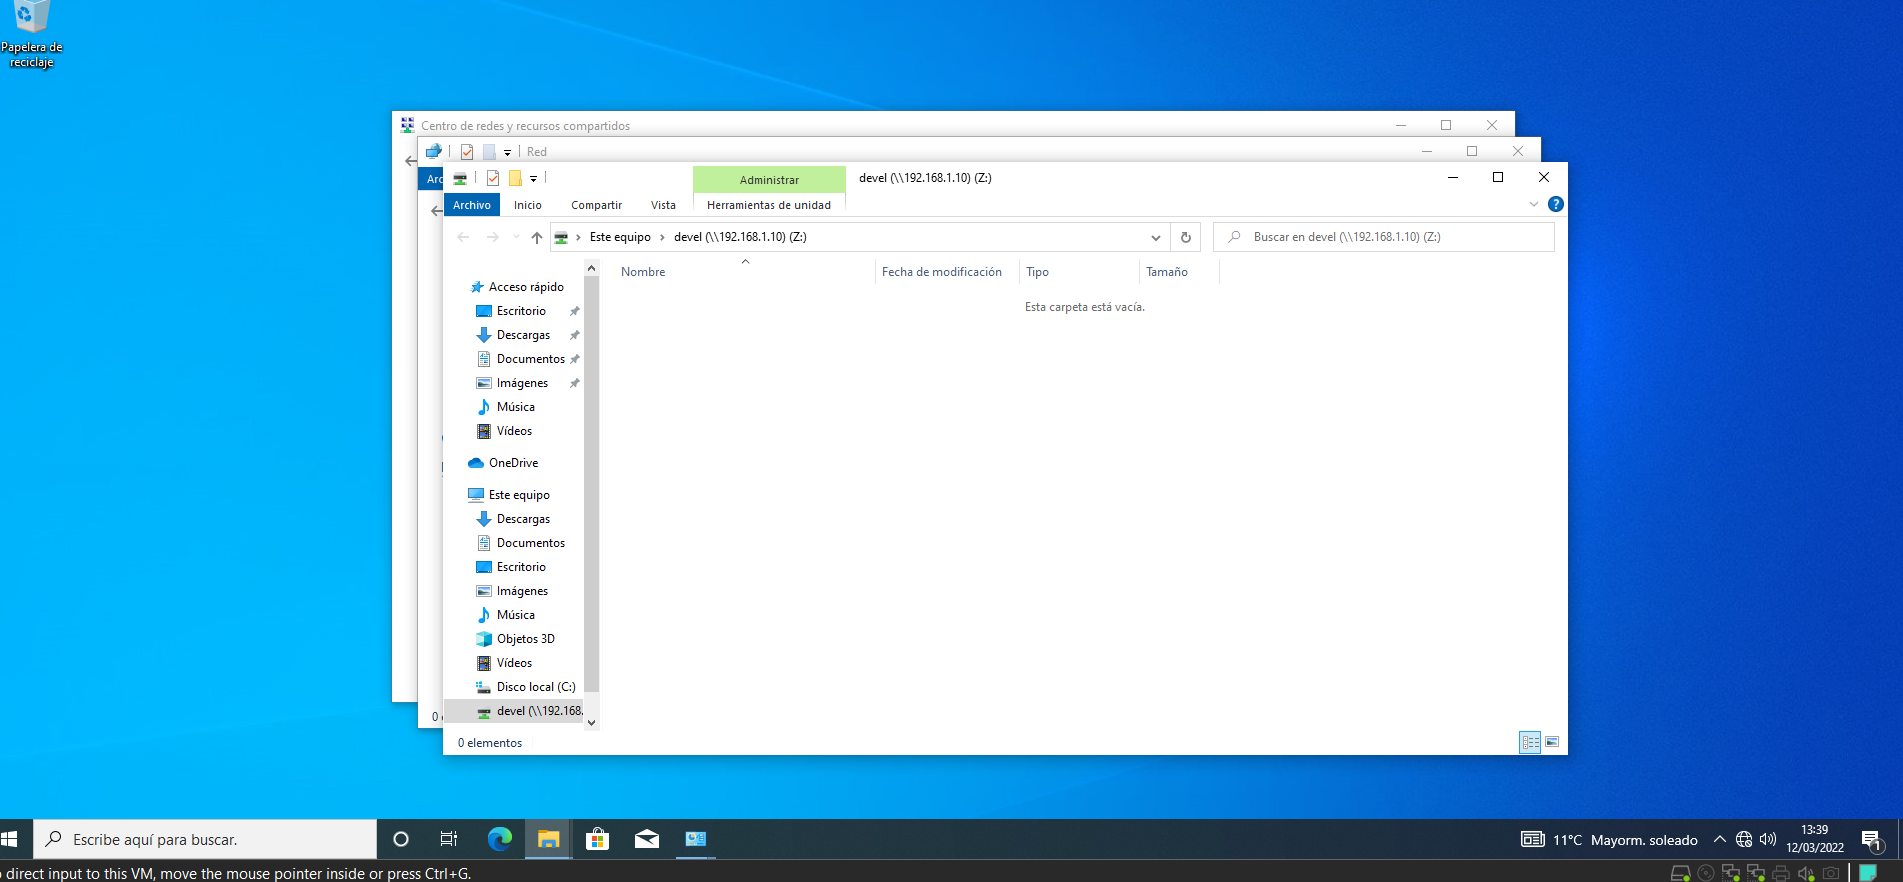 Papelera de
reciclaje
Centro de redes y recursos compartidos
Red
Arc
Administrar
devel (\\192.168.1.10) (Z:)
Archivo
Inicio
Compartir
Vista
Herramientas de unidad
Este equipo
devel (\\192.168.1.10) (Z:)
Buscar en devel (\\192.168.1.10) (Z:)
Nombre
Fecha de modificación
Tipo
Tamaño
Esta carpeta está vacía.
Acceso rápido
Escritorio
Descargas
Documentos
Imágenes
Música
Vídeos
OneDrive
Este equipo
Descargas
Documentos
Escritorio
Imágenes
Música
Objetos 3D
Vídeos
Disco local (C:)
devel (\\192.168.
0
0 elementos
Escribe aquí para buscar.
11°C Mayorm. soleado
13:39
12/03/2022
1
direct input to this VM, move the mouse pointer inside or press Ctrl+G.